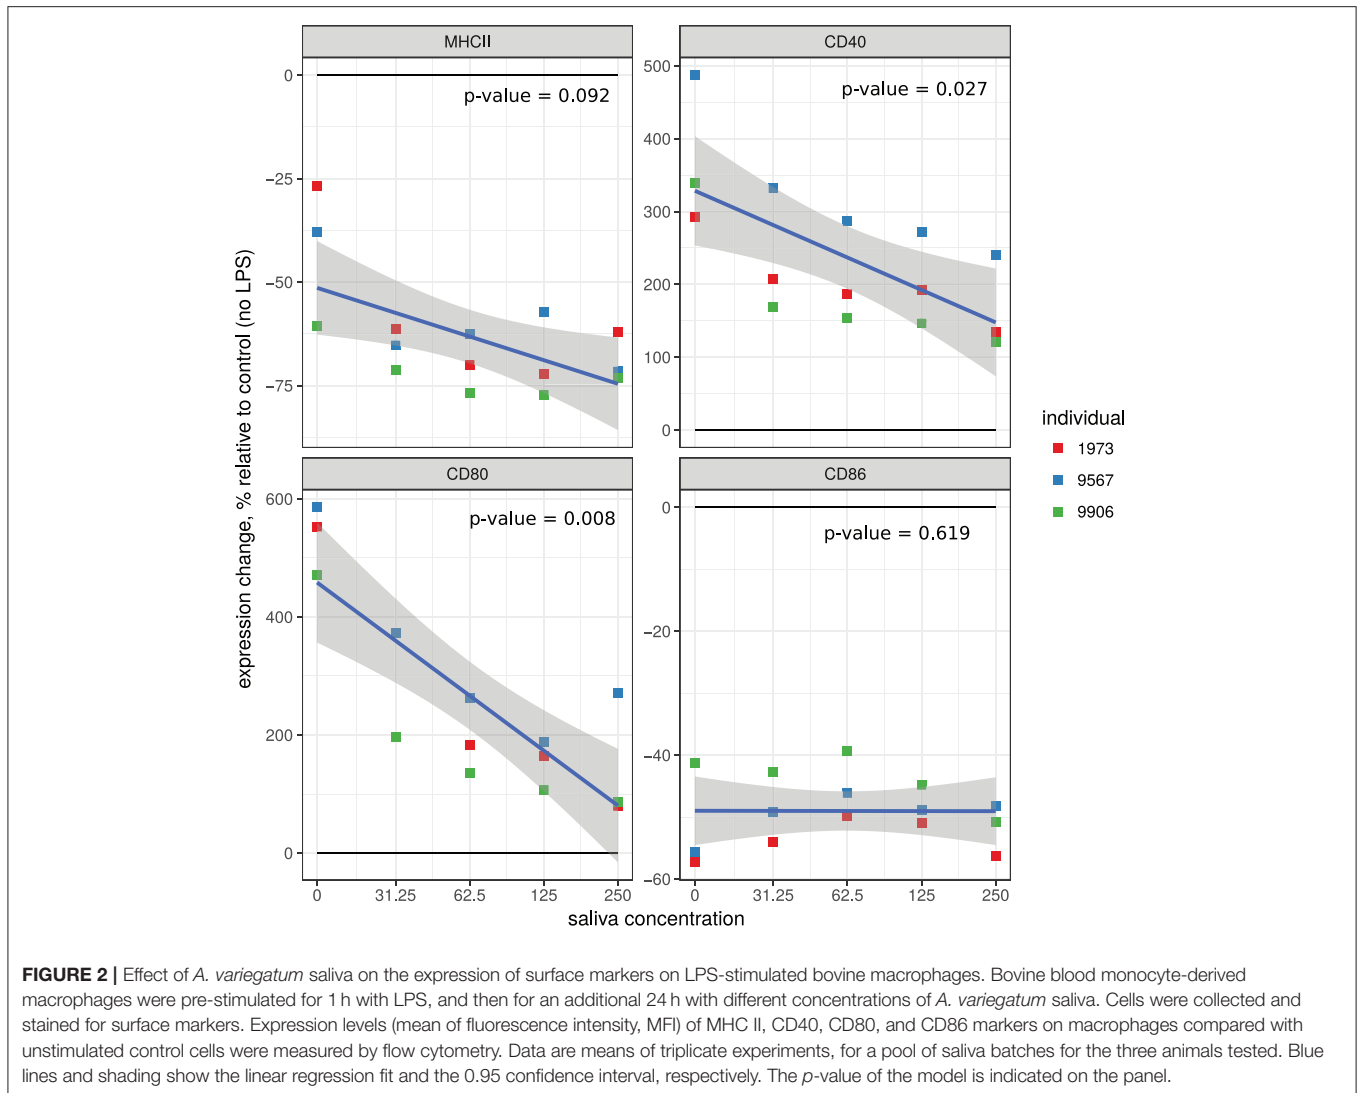 MHCII
CD40
p-value = 0.092
p-value = 0.027
0
−25
−50
−75
500
400
300
200
100
0
expression change, % relative to control (no LPS)
individual
1973
9567
9906
CD80
CD86
p-value = 0.008
p-value = 0.619
600
400
200
0
0
−20
−40
−60
0 31.25 62.5 125 250
0 31.25 62.5 125 250
saliva concentration
FIGURE 2 | Effect of A. variegatum saliva on the expression of surface markers on LPS-stimulated bovine macrophages. Bovine blood monocyte-derived
macrophages were pre-stimulated for 1 h with LPS, and then for an additional 24 h with different concentrations of A. variegatum saliva. Cells were collected and
stained for surface markers. Expression levels (mean of fluorescence intensity, MFI) of MHC II, CD40, CD80, and CD86 markers on macrophages compared with
unstimulated control cells were measured by flow cytometry. Data are means of triplicate experiments, for a pool of saliva batches for the three animals tested. Blue
lines and shading show the linear regression fit and the 0.95 confidence interval, respectively. The p-value of the model is indicated on the panel.